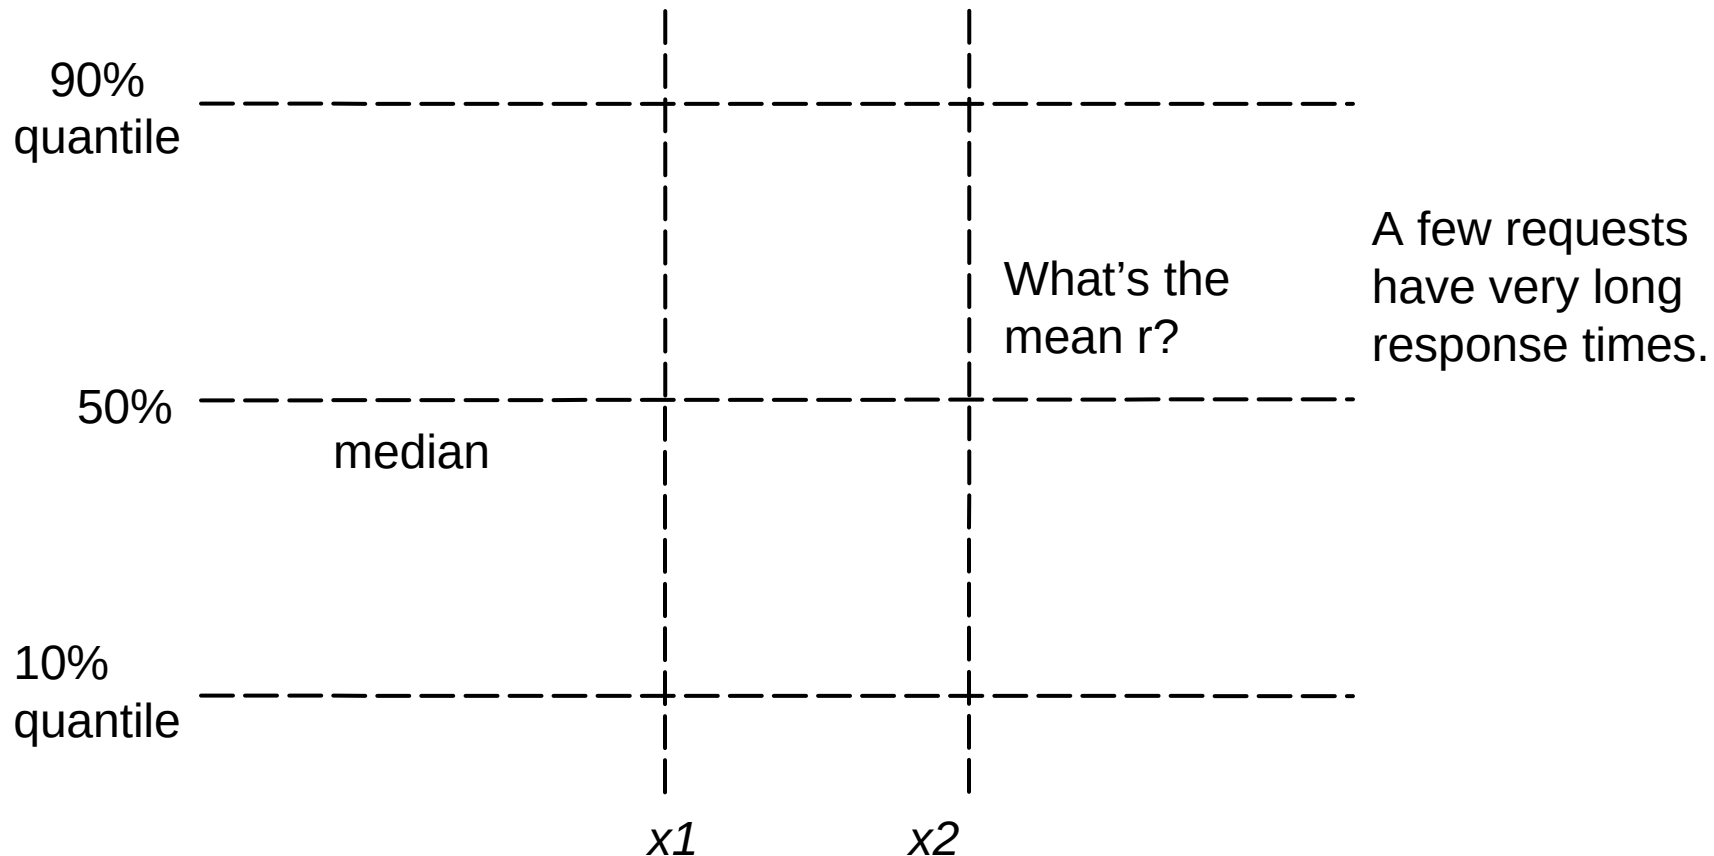 90%
quantile
A few requests
have very long
response times.
What’s the
mean r?
50%
median
10%
quantile
x1
x2